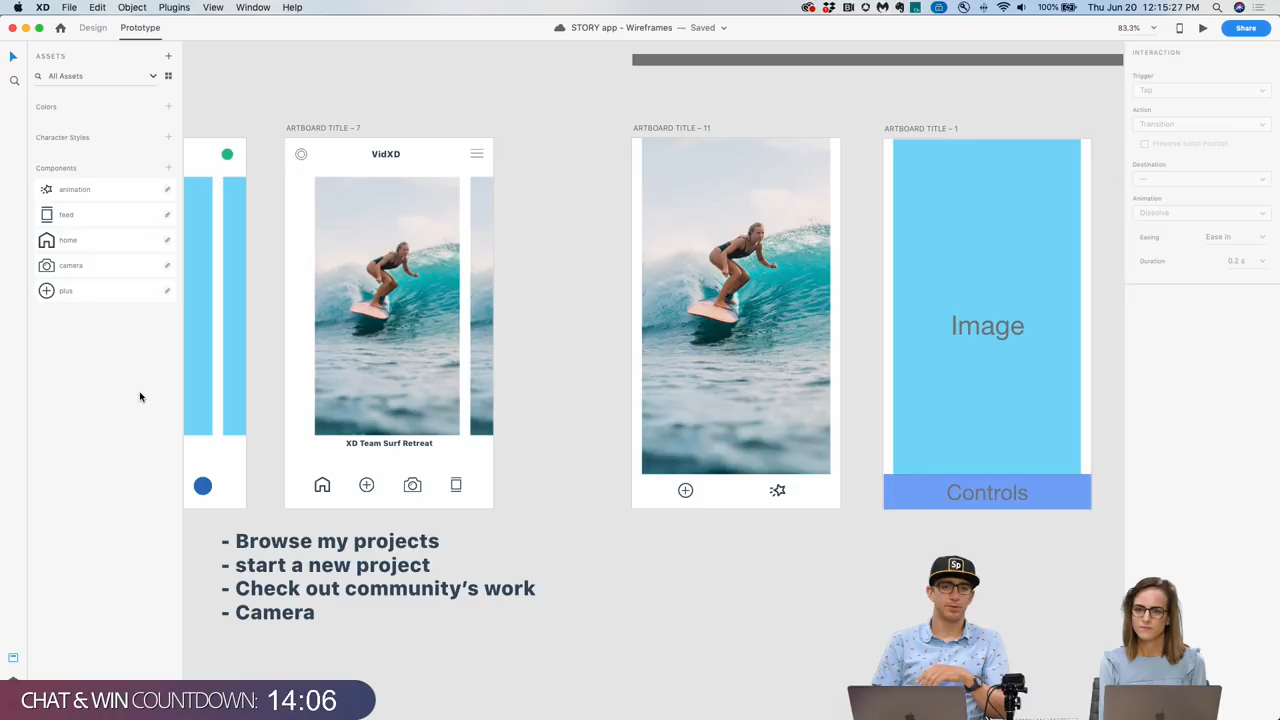 XD File Edit Object Plugins View Window Help
100% Thu Jun 20 12:15:27 PM
Design Prototype
STORY app - Wireframes — Saved
83.3%
Share
ASSETS
All Assets
Colors
Character Styles
Components
animation
feed
home
camera
plus
ARTBOARD TITLE – 7
VidXD
XD Team Surf Retreat
ARTBOARD TITLE – 11
ARTBOARD TITLE – 1
Image
Controls
- Browse my projects
- start a new project
- Check out community's work
- Camera
INTERACTION
Trigger
Tap
Action
Transition
Preserve Scroll Position
Destination
—
Animation
Dissolve
Easing Ease In
Duration 0.2 s
Sp
CHAT & WIN COUNTDOWN: 14:06